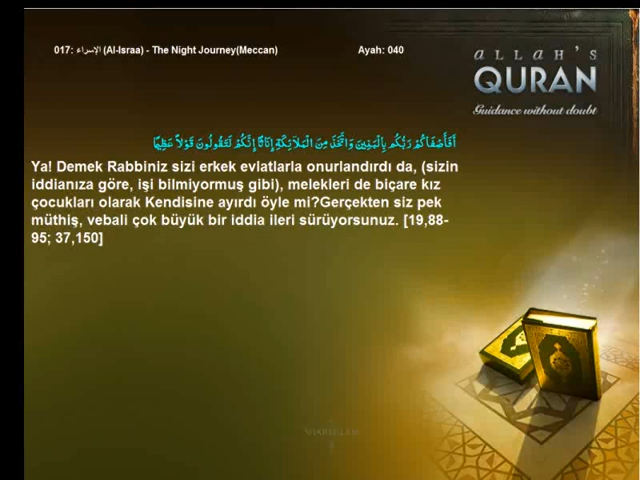 017: الإسراء (Al-Israa) - The Night Journey(Meccan) Ayah: 040
ALLAH'S
QURAN
Guidance without doubt
أَفَأَصْفَاكُمْ رَبُّكُم بِالْبَنِينَ وَاتَّخَذَ مِنَ الْمَلآئِكَةِ إِنَاثًا إِنَّكُمْ لَتَقُولُونَ قَوْلاً عَظِيمًا
Ya! Demek Rabbiniz sizi erkek evlatlarla onurlandırdı da, (sizin
iddianıza göre, işi bilmiyormuş gibi), melekleri de biçare kız
çocukları olarak Kendisine ayırdı öyle mi?Gerçekten siz pek
müthiş, vebali çok büyük bir iddia ileri sürüyorsunuz. [19,88-
95; 37,150]